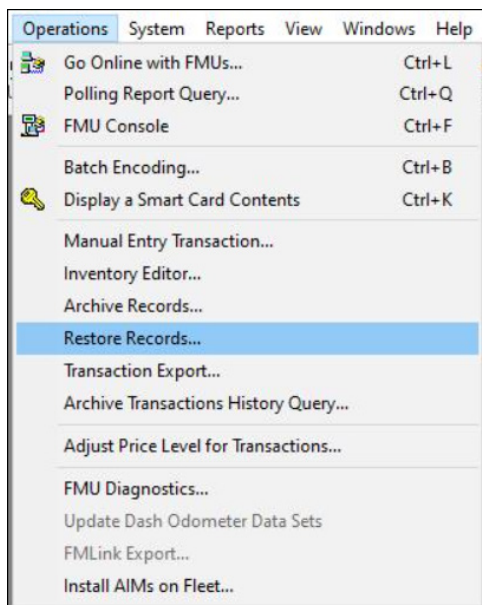 Operations System Reports View Windows Help
Go Online with FMUs... Ctrl+L
Polling Report Query... Ctrl+Q
FMU Console Ctrl+F
Batch Encoding... Ctrl+B
Display a Smart Card Contents Ctrl+K
Manual Entry Transaction...
Inventory Editor...
Archive Records...
Restore Records...
Transaction Export...
Archive Transactions History Query...
Adjust Price Level for Transactions...
FMU Diagnostics...
Update Dash Odometer Data Sets
FMLink Export...
Install AIMs on Fleet...